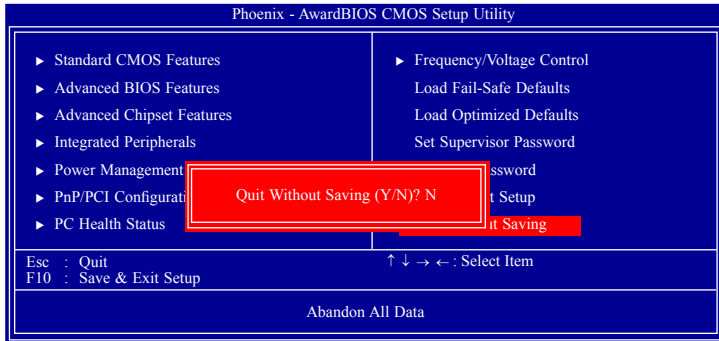 Phoenix - AwardBIOS CMOS Setup Utility
► Standard CMOS Features
► Advanced BIOS Features
► Advanced Chipset Features
► Integrated Peripherals
► Power Management
► PnP/PCI Configurati
► PC Health Status
► Frequency/Voltage Control
Load Fail-Safe Defaults
Load Optimized Defaults
Set Supervisor Password
ssword
t Setup
ut Saving
Quit Without Saving (Y/N)? N
Esc : Quit
F10 : Save & Exit Setup
↑ ↓ → ← : Select Item
Abandon All Data